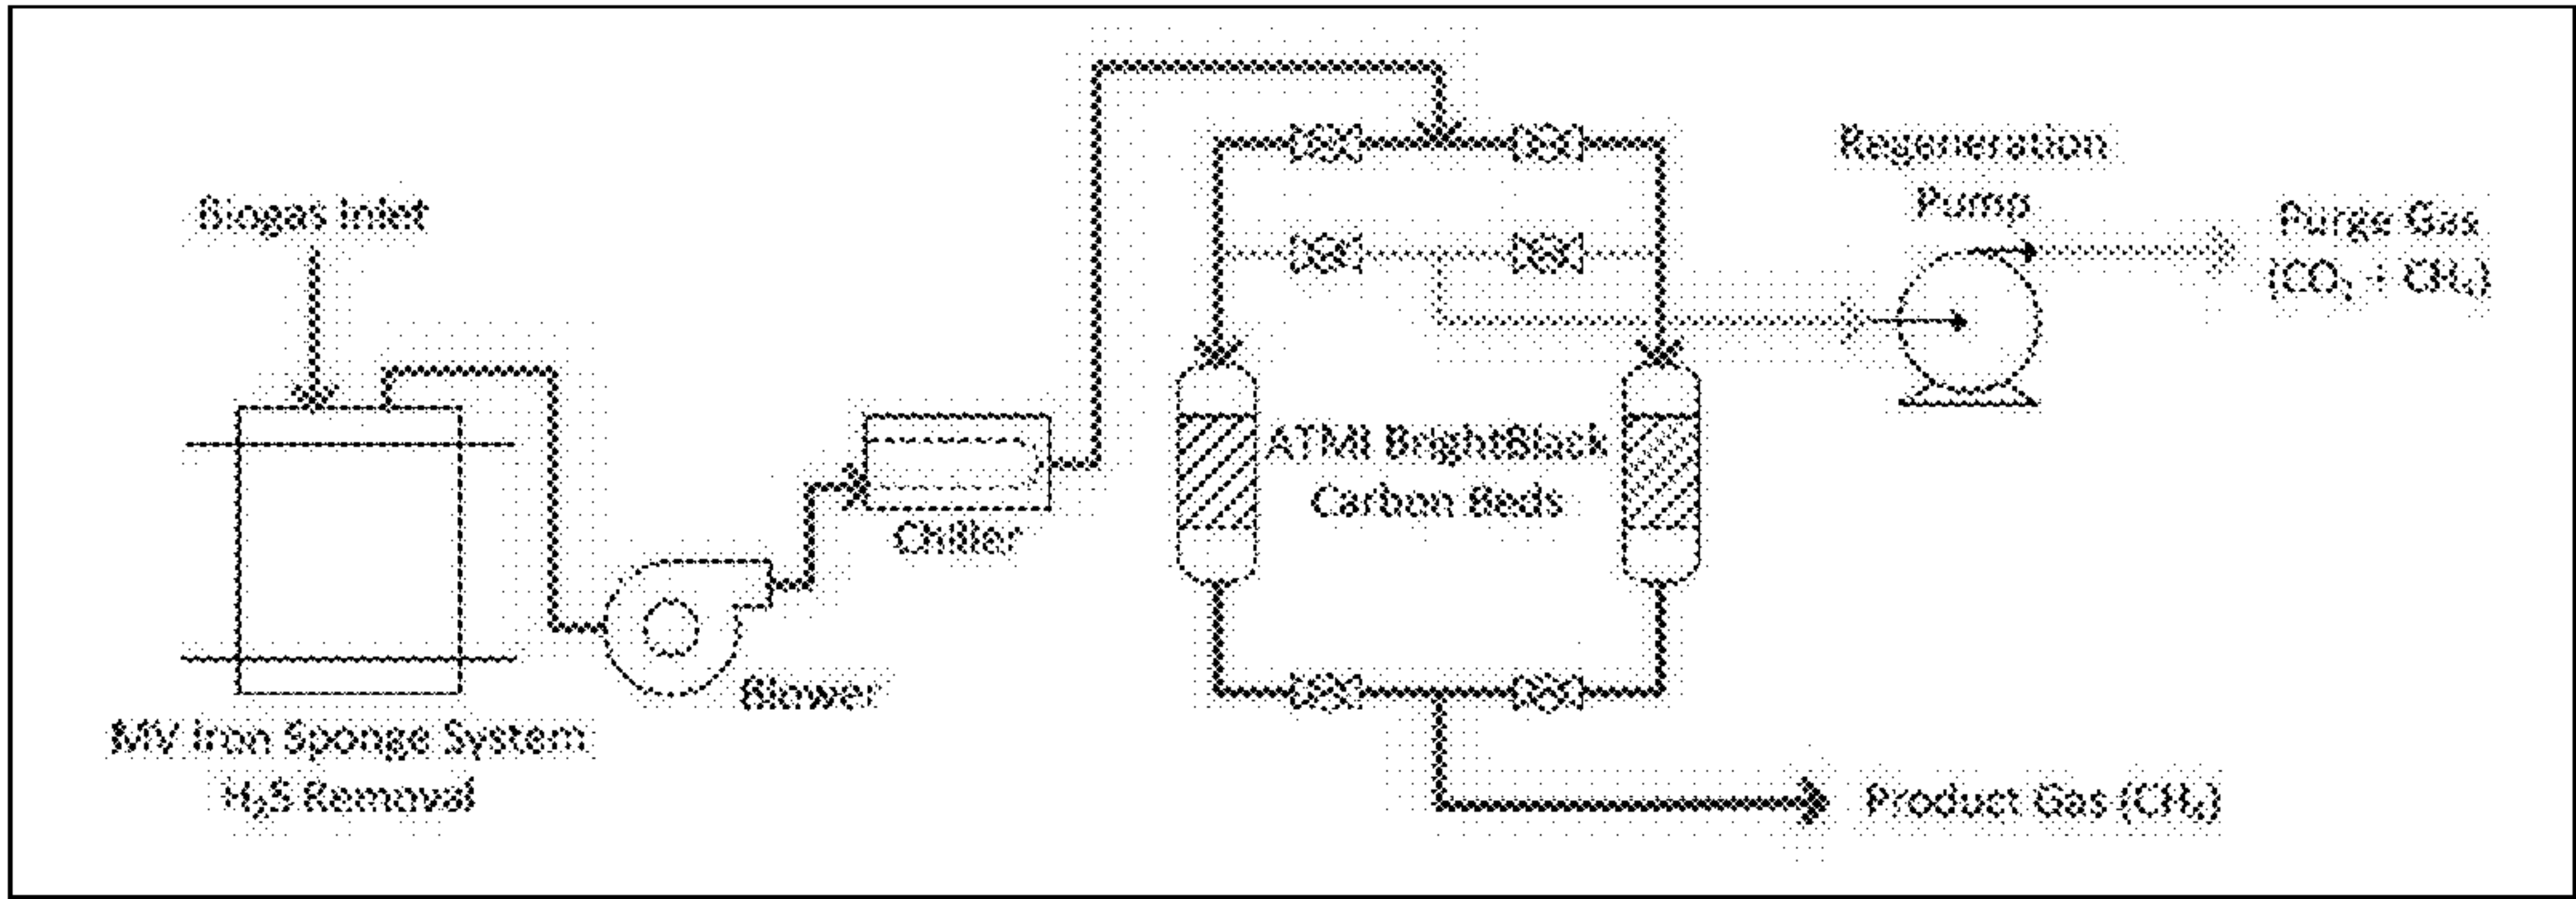 Biogas Inlet
MV Iron Sponge System
H₂S Removal
Blower
Chiller
ATMI BrightBlack
Carbon Beds
Regeneration
Pump
Purge Gas
(CO₂ + CH₄)
Product Gas (CH₄)